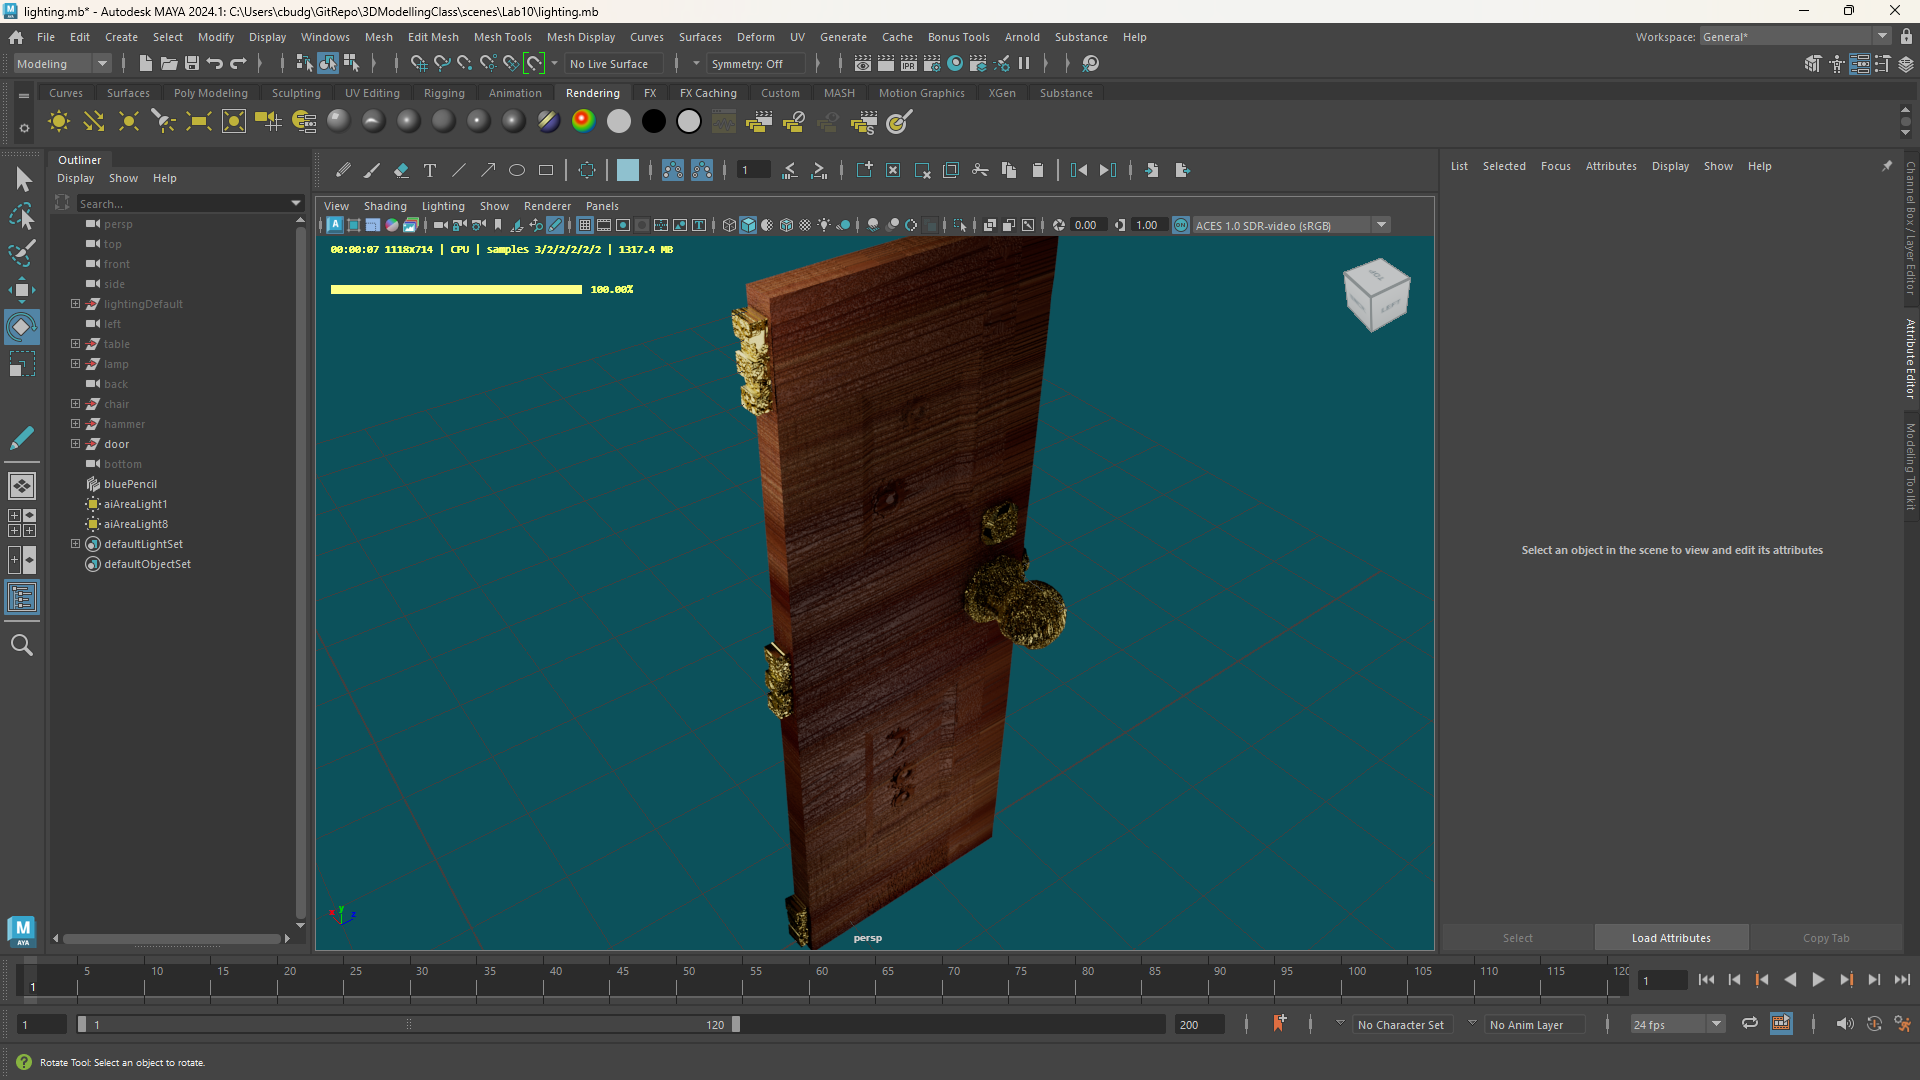 lighting.mb* - Autodesk MAYA 2024.1: C:\Users\cbudg\GitRepo\3DModellingClass\scenes\Lab10\lighting.mb
File Edit Create Select Modify Display Windows Mesh Edit Mesh Mesh Tools Mesh Display Curves Surfaces Deform UV Generate Cache Bonus Tools Arnold Substance Help
Workspace: General*
Modeling
No Live Surface
Symmetry: Off
IPR
Curves Surfaces Poly Modeling Sculpting UV Editing Rigging Animation Rendering FX FX Caching Custom MASH Motion Graphics XGen Substance
Outliner
Display Show Help
Search...
persp
top
front
side
lightingDefault
left
table
lamp
back
chair
hammer
door
bottom
bluePencil
aiAreaLight1
aiAreaLight8
defaultLightSet
defaultObjectSet
1
View Shading Lighting Show Renderer Panels
0.00
1.00
ACES 1.0 SDR-video (sRGB)
00:00:07 1118x714 | CPU | samples 3/2/2/2/2/2 | 1317.4 MB
100.00%
TOP
LEFT
persp
List Selected Focus Attributes Display Show Help
Select an object in the scene to view and edit its attributes
Select
Load Attributes
Copy Tab
Channel Box / Layer Editor
Attribute Editor
Modeling Toolkit
M
AYA
5 10 15 20 25 30 35 40 45 50 55 60 65 70 75 80 85 90 95 100 105 110 115 120
1
1
1
1
120
200
No Character Set
No Anim Layer
24 fps
Rotate Tool: Select an object to rotate.